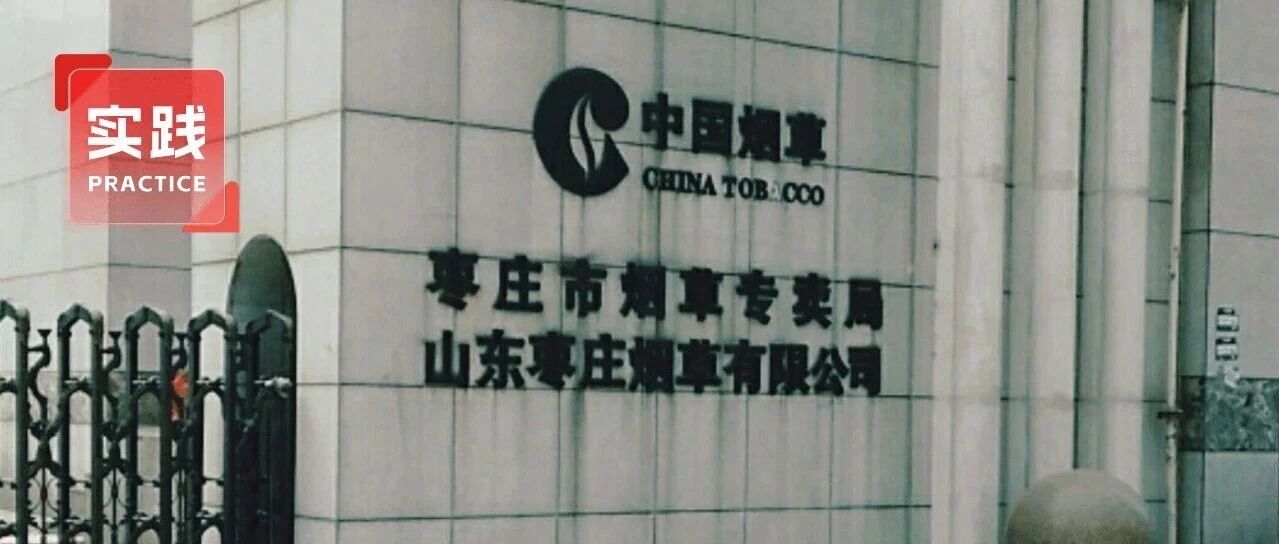 实践
PRACTICE
中国烟草
CHINA TOBACCO
枣庄市烟草专卖局
山东枣庄烟草有限公司